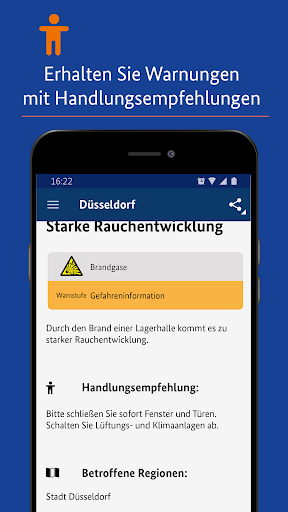 Erhalten Sie Warnungen
mit Handlungsempfehlungen
16:22
Düsseldorf
Starke Rauchentwicklung
Brandgase
Warnstufe Gefahreninformation
Durch den Brand einer Lagerhalle kommt es zu
starker Rauchentwicklung.
Handlungsempfehlung:
Bitte schließen Sie sofort Fenster und Türen.
Schalten Sie Lüftungs- und Klimaanlagen ab.
Betroffene Regionen:
Stadt Düsseldorf